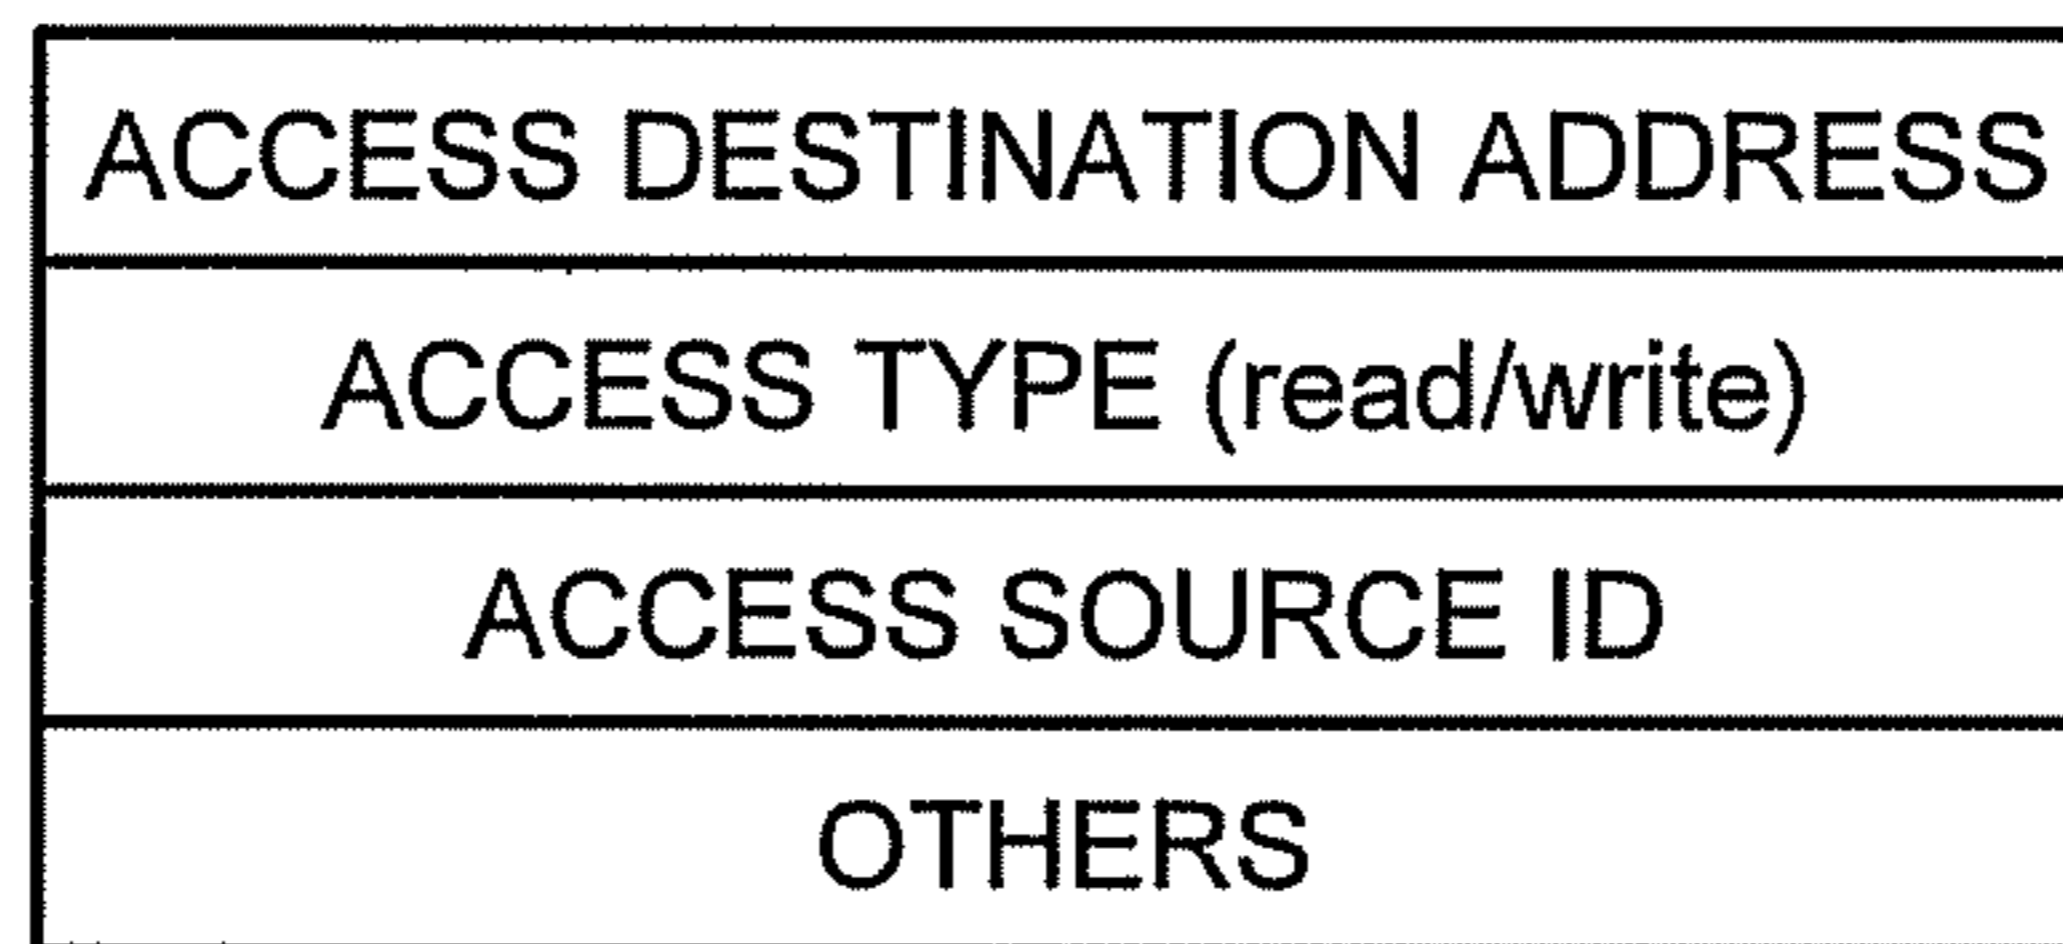 ACCESS DESTINATION ADDRESS
ACCESS TYPE (read/write)
ACCESS SOURCE ID
OTHERS